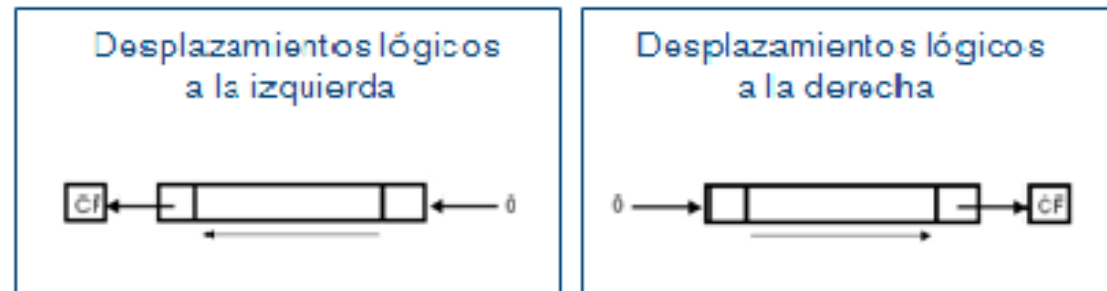 Desplazamientos lógicos
a la izquierda
CF
0
Desplazamientos lógicos
a la derecha
0
CF